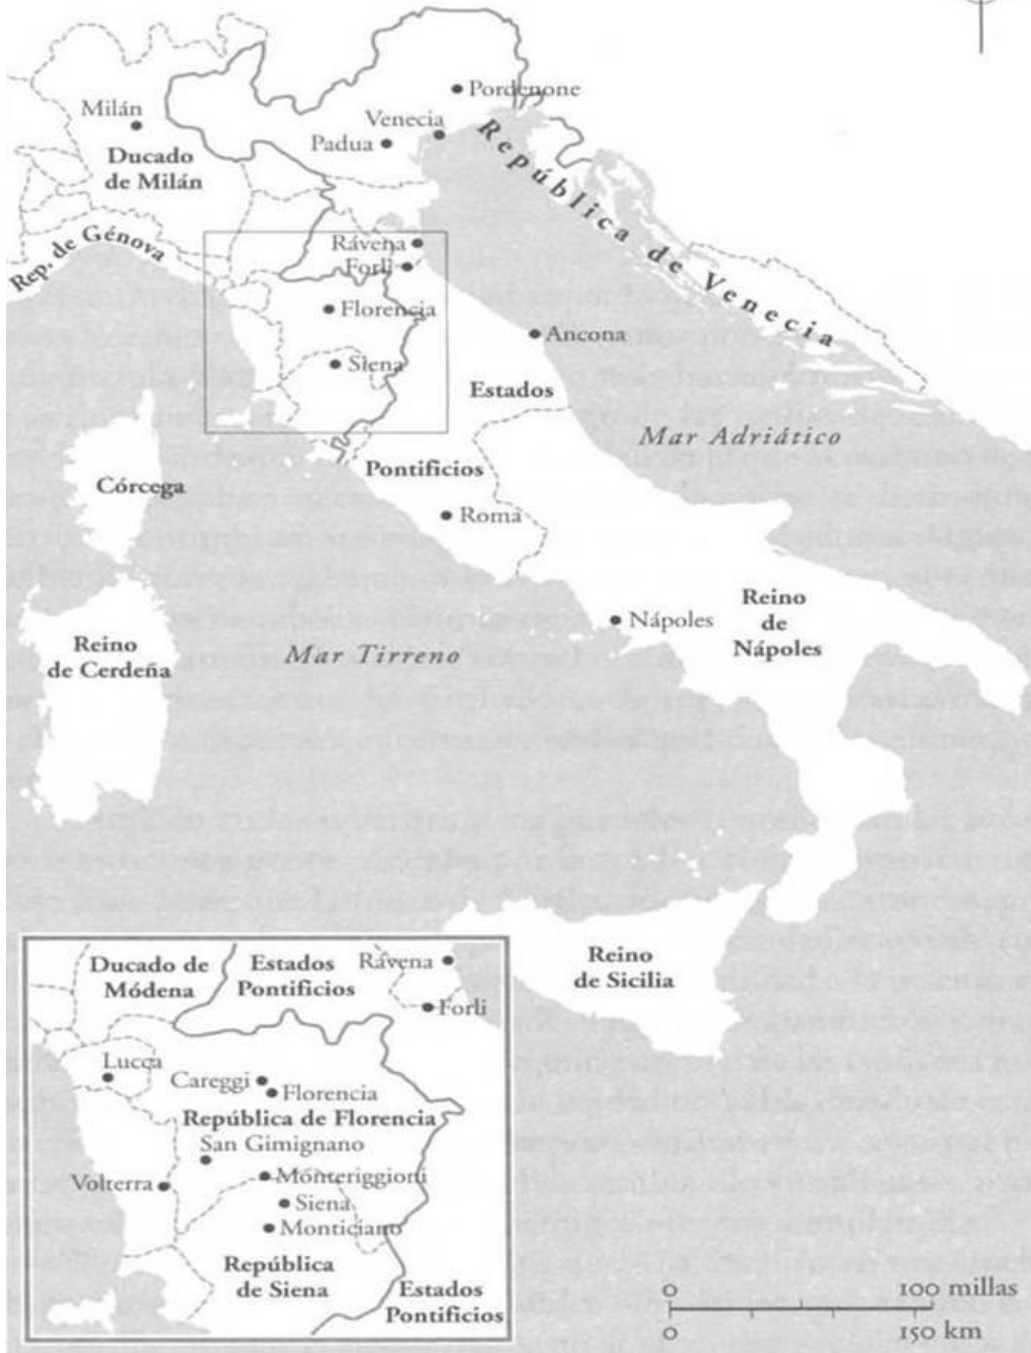 Pordenone
Milán
Venecia
Padua
Ducado
de Milán
República de Venecia
Rep. de Génova
Rávena
Forli
Florencia
Ancona
Siena
Estados
Mar Adriático
Pontificios
Córcega
Roma
Reino
de
Nápoles
Nápoles
Reino
de Cerdeña
Mar Tirreno
Reino
de Sicilia
Ducado de
Módena
Estados
Pontificios
Rávena
Forli
Lucca
Careggi
Florencia
República de Florencia
San Gimignano
Monteriggioni
Volterra
Siena
Monticiano
República
de Siena
Estados
Pontificios
0 100 millas
0 150 km